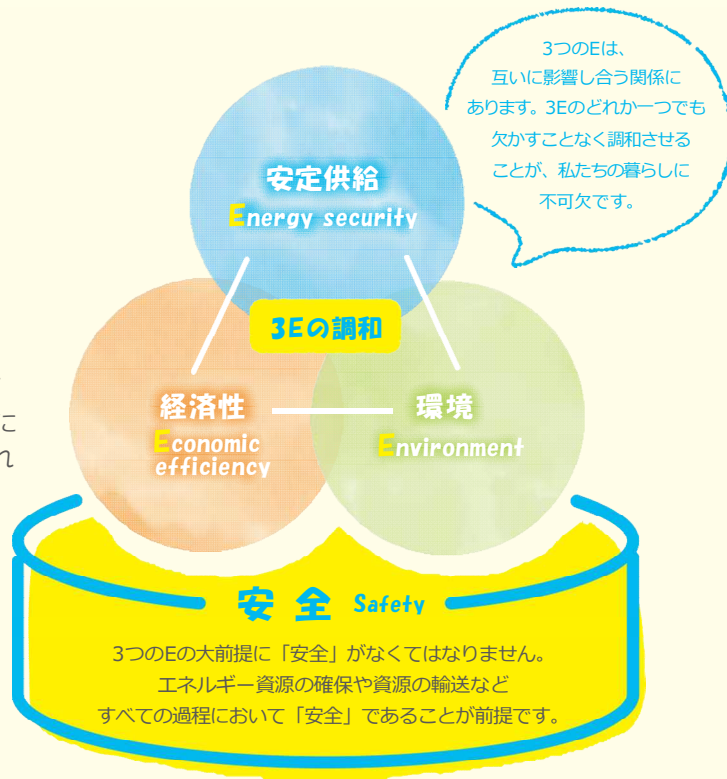 3つのEは、
互いに影響し合う関係に
あります。3Eのどれか一つでも
欠かすことなく調和させる
ことが、私たちの暮らしに
不可欠です。
安定供給
Energy security
3Eの調和
経済性
Economic
efficiency
環境
Environment
に
れ
安全 Safety
3つのEの大前提に「安全」がなくてはなりません。
エネルギー資源の確保や資源の輸送など
すべての過程において「安全」であることが前提です。